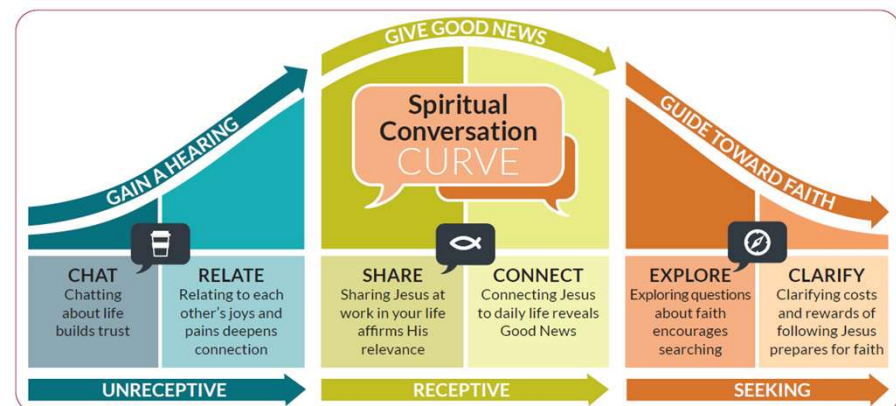 GIVE GOOD NEWS
GAIN A HEARING
GUIDE TOWARD FAITH
Spiritual
Conversation
CURVE
CHAT
Chatting
about life
builds trust
RELATE
Relating to each
other's joys and
pains deepens
connection
SHARE
Sharing Jesus at
work in your life
affirms His
relevance
CONNECT
Connecting Jesus
to daily life reveals
Good News
EXPLORE
Exploring questions
about faith
encourages
searching
CLARIFY
Clarifying costs
and rewards of
following Jesus
prepares for faith
UNRECEPTIVE
RECEPTIVE
SEEKING